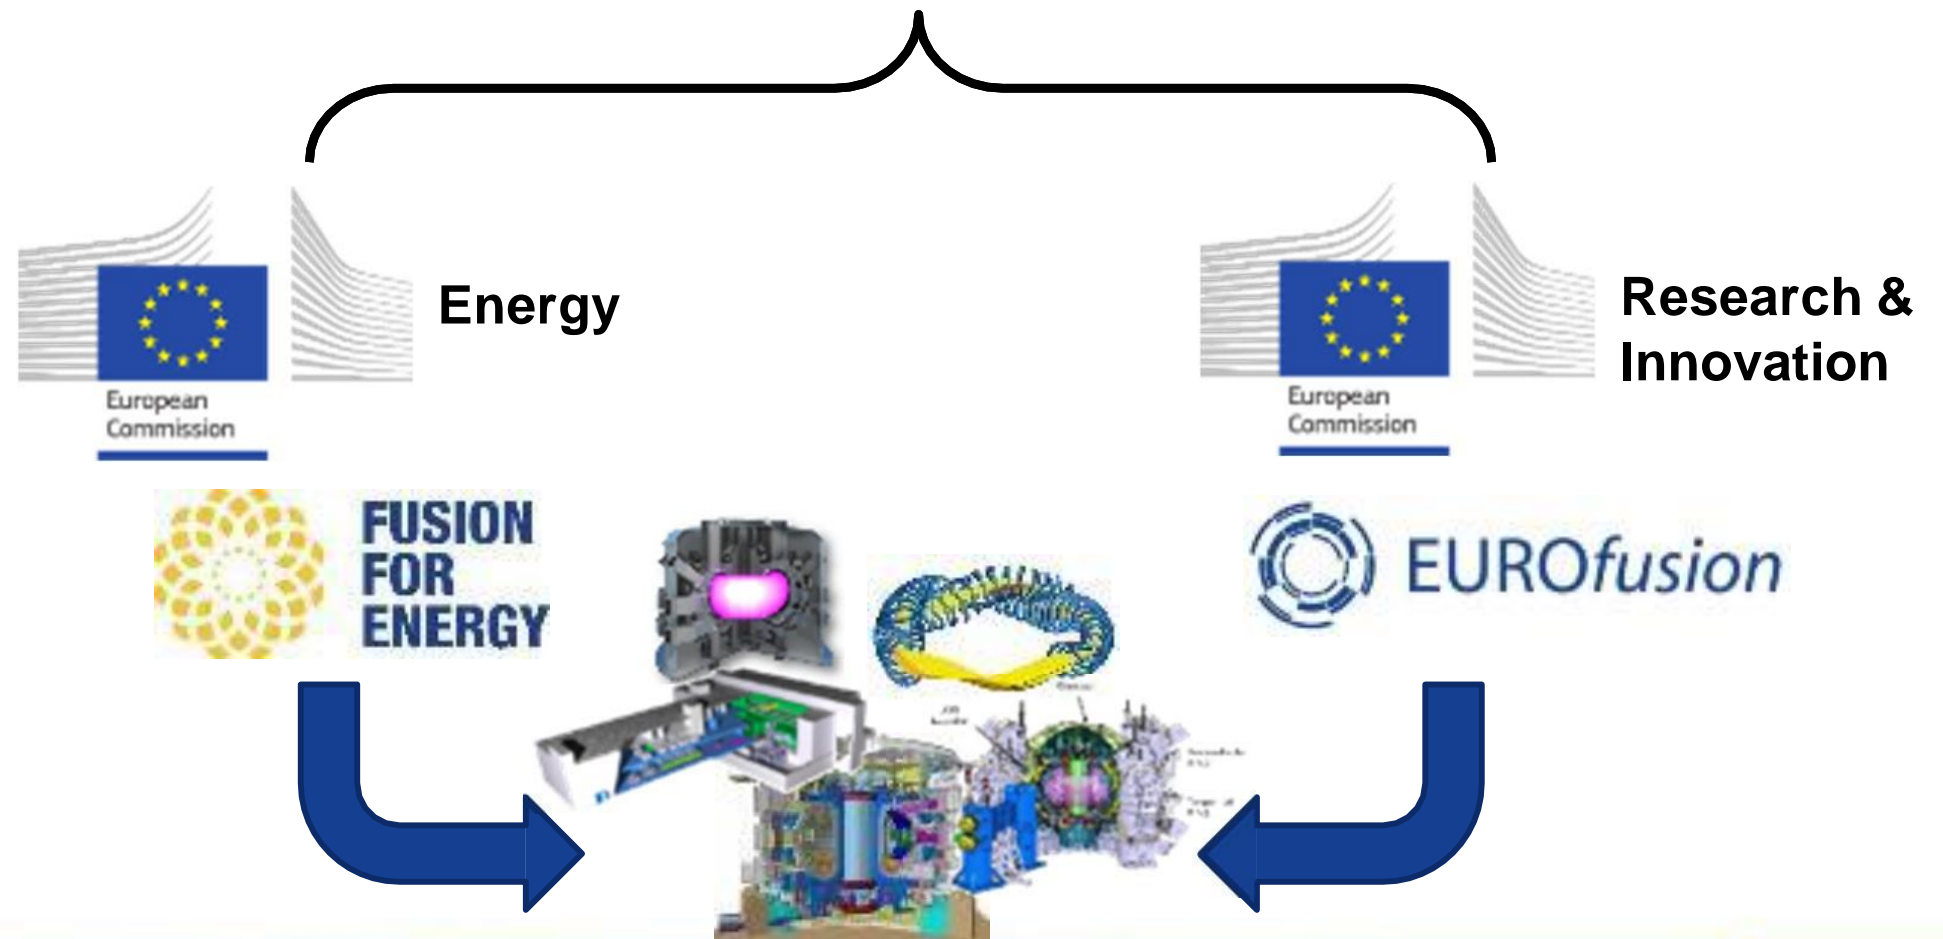 Energy
European
Commission
Research &
Innovation
European
Commission
FUSION
FOR
ENERGY
EUROfusion